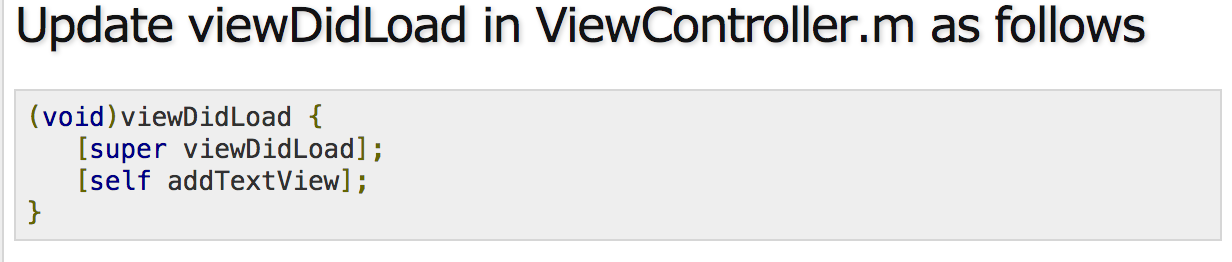 Update viewDidLoad in ViewController.m as follows
(void)viewDidLoad {
   [super viewDidLoad];
   [self addTextView];
}